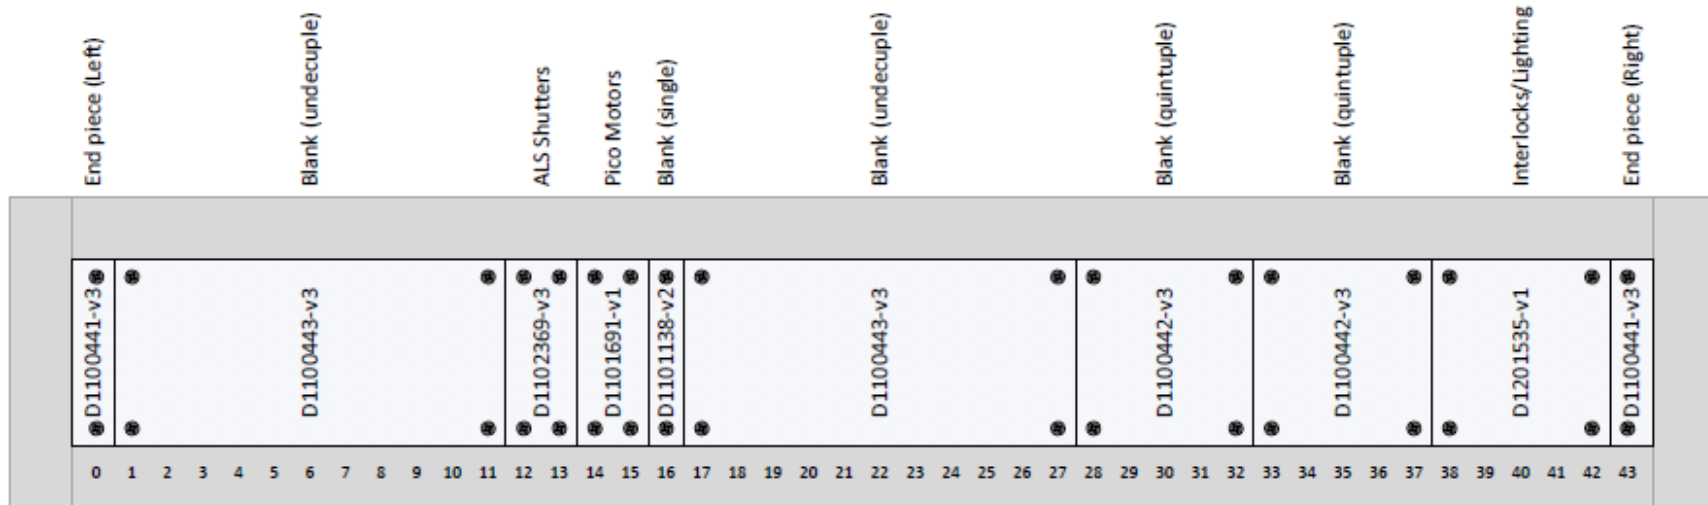 End piece (Left)
Blank (undecuple)
ALS Shutters
Pico Motors
Blank (single)
Blank (undecuple)
Blank (quintuple)
Blank (quintuple)
Interlocks/Lighting
End piece (Right)
D1100441-v3
D1100443-v3
D1102369-v3
D1101691-v1
D1101138-v2
D1100443-v3
D1100442-v3
D1100442-v3
D1201535-v1
D1100441-v3
0 1 2 3 4 5 6 7 8 9 10 11 12 13 14 15 16 17 18 19 20 21 22 23 24 25 26 27 28 29 30 31 32 33 34 35 36 37 38 39 40 41 42 43